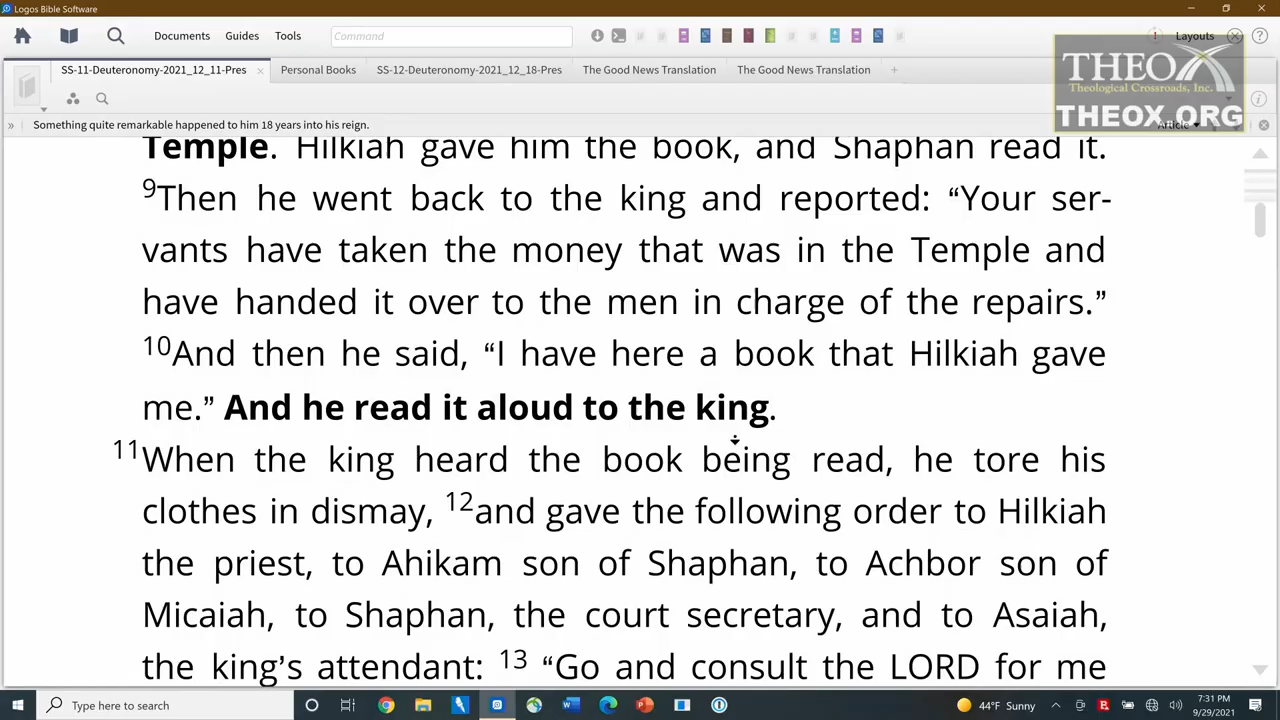 Logos Bible Software
Documents Guides Tools Command Layouts
SS-11-Deuteronomy-2021_12_11-Pres Personal Books SS-12-Deuteronomy-2021_12_18-Pres The Good News Translation The Good News Translation
THEOX
Theological Crossroads, Inc.
THEOX.ORG
Something quite remarkable happened to him 18 years into his reign. Article
Temple. Hilkiah gave him the book, and Shaphan read it.
9Then he went back to the king and reported: “Your ser-
vants have taken the money that was in the Temple and
have handed it over to the men in charge of the repairs.”
10And then he said, “I have here a book that Hilkiah gave
me.” And he read it aloud to the king.
11When the king heard the book being read, he tore his
clothes in dismay, 12and gave the following order to Hilkiah
the priest, to Ahikam son of Shaphan, to Achbor son of
Micaiah, to Shaphan, the court secretary, and to Asaiah,
the king’s attendant: 13 “Go and consult the LORD for me
Type here to search
44°F Sunny
7:31 PM
9/29/2021